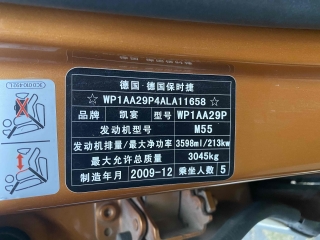 德国·德国保时捷
☆ WP1AA29P4ALA11658 ☆
品牌 凯宴 型号 WP1AA29P
发动机型号 M55
发动机排量/最大净功率 3598ml/213kw
最大允许总质量 3045kg
制造年月 2009-12 乘坐人数 5